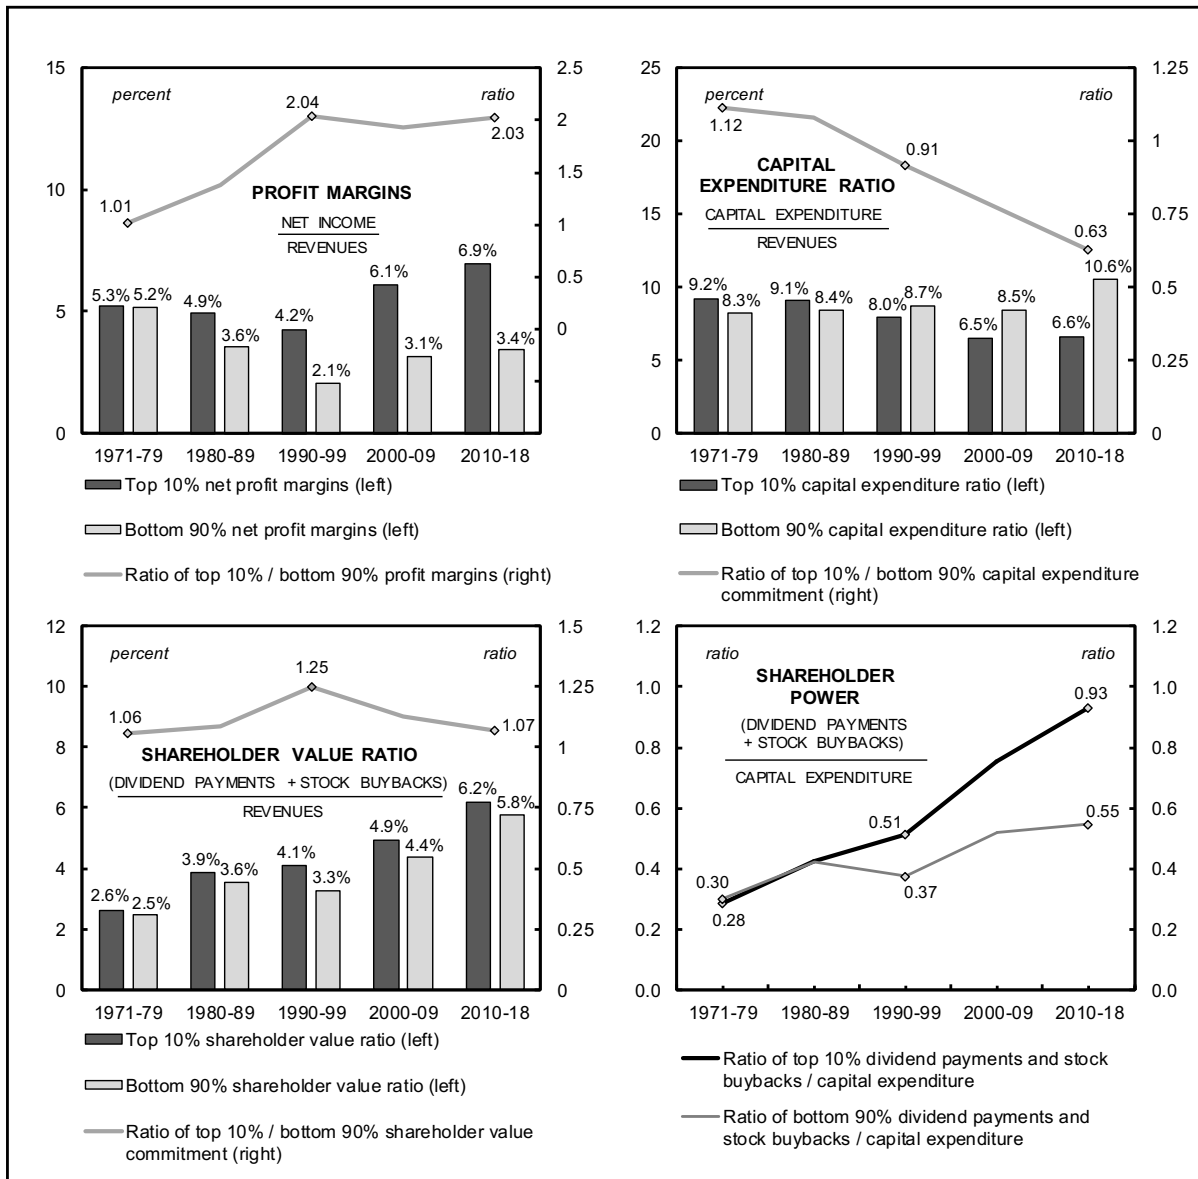 15
10
5
0
percent
ratio
2.5
2
1.5
1
0.5
0
1.01
2.04
2.03
PROFIT MARGINS
NET INCOME
REVENUES
5.3%
5.2%
4.9%
3.6%
4.2%
2.1%
6.1%
3.1%
6.9%
3.4%
1971-79 1980-89 1990-99 2000-09 2010-18
Top 10% net profit margins (left)
Bottom 90% net profit margins (left)
Ratio of top 10% / bottom 90% profit margins (right)
25
20
15
10
5
0
percent
ratio
1.25
1
0.75
0.5
0.25
0
1.12
0.91
0.63
CAPITAL
EXPENDITURE RATIO
CAPITAL EXPENDITURE
REVENUES
9.2%
8.3%
9.1%
8.4%
8.0%
8.7%
6.5%
8.5%
6.6%
10.6%
1971-79 1980-89 1990-99 2000-09 2010-18
Top 10% capital expenditure ratio (left)
Bottom 90% capital expenditure ratio (left)
Ratio of top 10% / bottom 90% capital expenditure
commitment (right)
12
10
8
6
4
2
0
percent
ratio
1.5
1.25
1
0.75
0.5
0.25
0
1.06
1.25
1.07
SHAREHOLDER VALUE RATIO
(DIVIDEND PAYMENTS + STOCK BUYBACKS)
REVENUES
2.6%
2.5%
3.9%
3.6%
4.1%
3.3%
4.9%
4.4%
6.2%
5.8%
1971-79 1980-89 1990-99 2000-09 2010-18
Top 10% shareholder value ratio (left)
Bottom 90% shareholder value ratio (left)
Ratio of top 10% / bottom 90% shareholder value
commitment (right)
1.2
1.0
0.8
0.6
0.4
0.2
0.0
ratio
ratio
1.2
1.0
0.8
0.6
0.4
0.2
0.0
SHAREHOLDER
POWER
(DIVIDEND PAYMENTS
+ STOCK BUYBACKS)
CAPITAL EXPENDITURE
0.30
0.28
0.51
0.37
0.93
0.55
1971-79 1980-89 1990-99 2000-09 2010-18
Ratio of top 10% dividend payments and stock
buybacks / capital expenditure
Ratio of bottom 90% dividend payments and
stock buybacks / capital expenditure